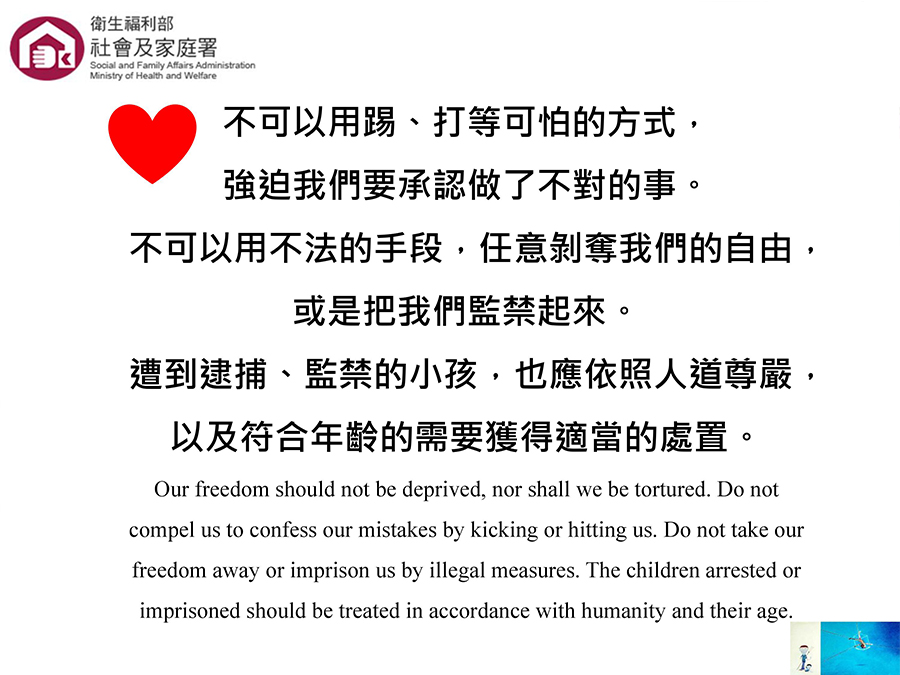 衛生福利部
社會及家庭署
Social and Family Affairs Administration
Ministry of Health and Welfare
不可以用踢、打等可怕的方式，
強迫我們要承認做了不對的事。
不可以用不法的手段，任意剝奪我們的自由，
或是把我們監禁起來。
遭到逮捕、監禁的小孩，也應依照人道尊嚴，
以及符合年齡的需要獲得適當的處置。
Our freedom should not be deprived, nor shall we be tortured. Do not
compel us to confess our mistakes by kicking or hitting us. Do not take our
freedom away or imprison us by illegal measures. The children arrested or
imprisoned should be treated in accordance with humanity and their age.